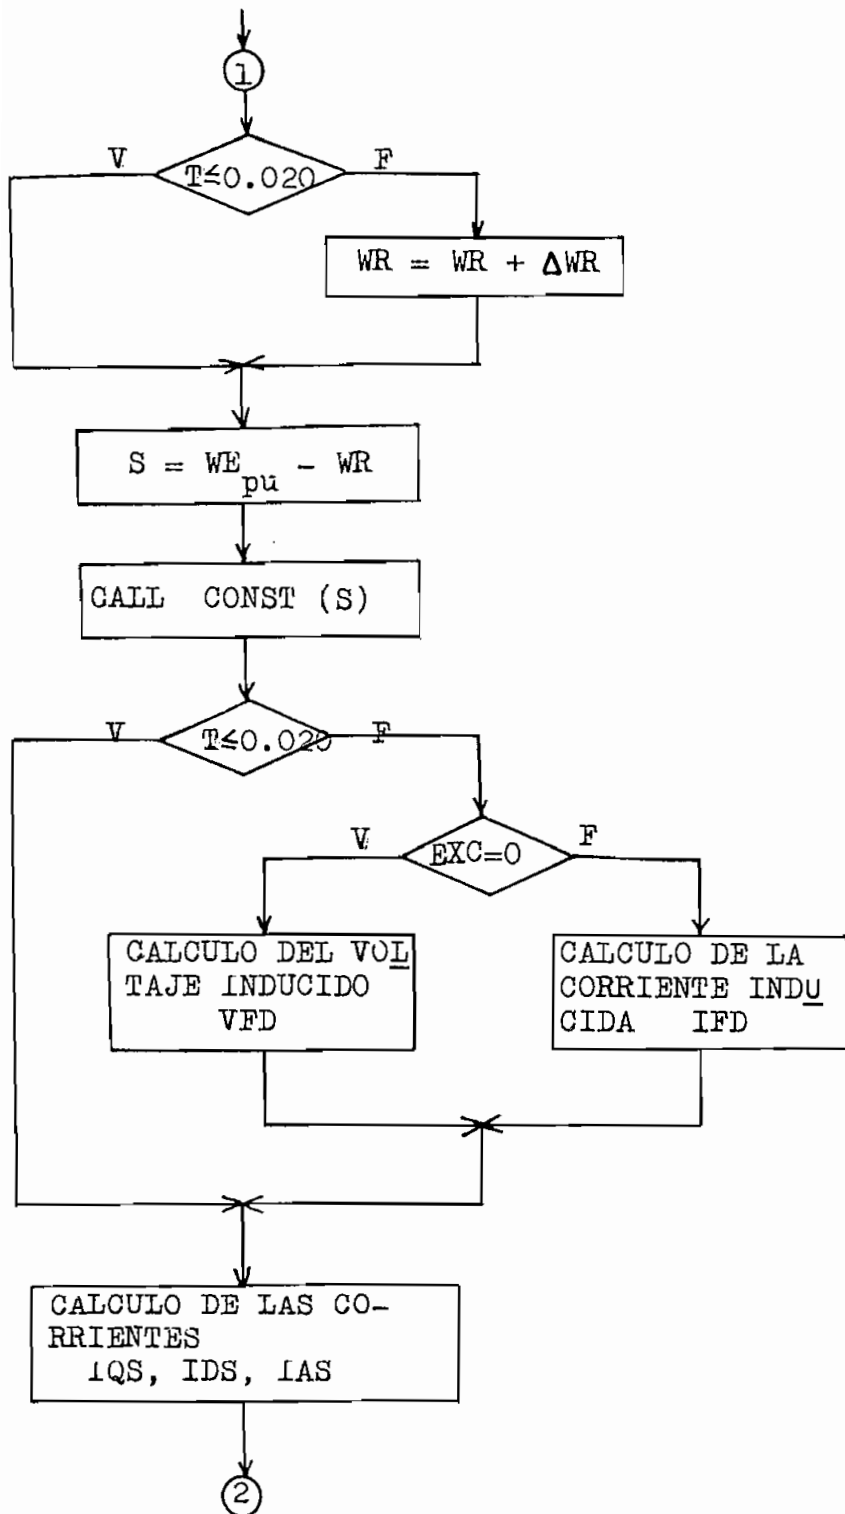 1
V
T≤0.020
F
WR = WR + ΔWR
S = WE pu - WR
CALL CONST (S)
V
T≤0.020
F
V
EXC=0
F
CALCULO DEL VOL
TAJE INDUCIDO
VFD
CALCULO DE LA
CORRIENTE INDU
CIDA IFD
CALCULO DE LAS CO-
RRIENTES
IQS, IDS, IAS
2